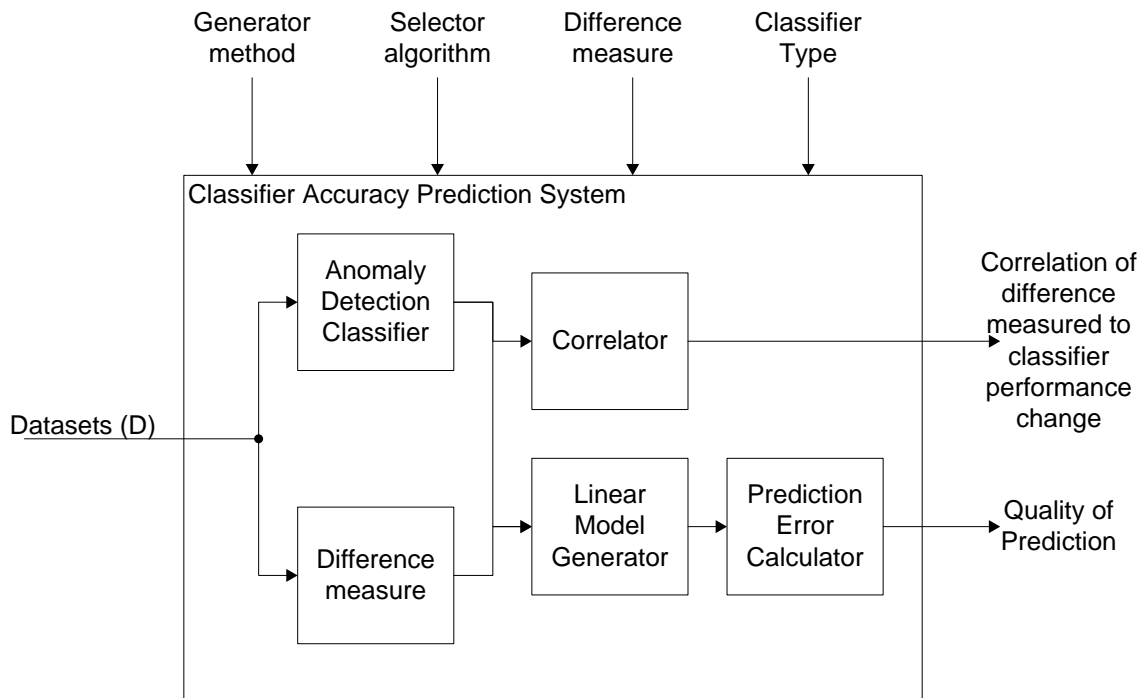 Generator
method
Selector
algorithm
Difference
measure
Classifier
Type
Classifier Accuracy Prediction System
Anomaly
Detection
Classifier
Correlator
Correlation of
difference
measured to
classifier
performance
change
Datasets (D)
Difference
measure
Linear
Model
Generator
Prediction
Error
Calculator
Quality of
Prediction